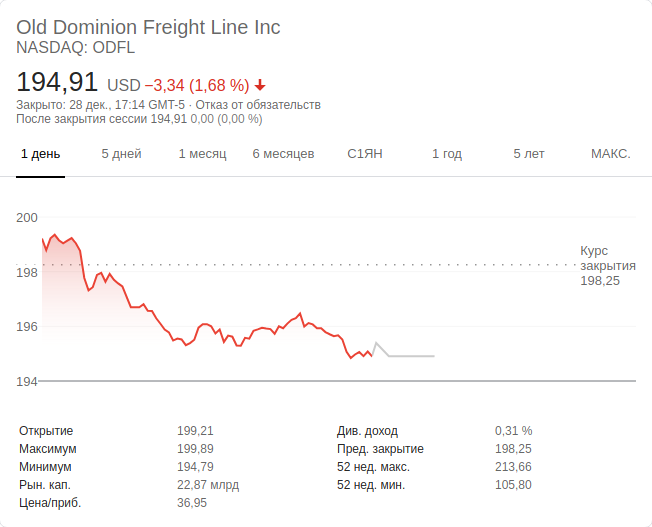 Old Dominion Freight Line Inc
NASDAQ: ODFL
194,91 USD −3,34 (1,68 %)
Закрыто: 28 дек., 17:14 GMT-5 · Отказ от обязательств
После закрытия сессии 194,91 0,00 (0,00 %)
1 день 5 дней 1 месяц 6 месяцев С1ЯН 1 год 5 лет МАКС.
200
Курс
закрытия
198,25
198
196
194
Открытие 199,21 Див. доход 0,31 %
Максимум 199,89 Пред. закрытие 198,25
Минимум 194,79 52 нед. макс. 213,66
Рын. кап. 22,87 млрд 52 нед. мин. 105,80
Цена/приб. 36,95